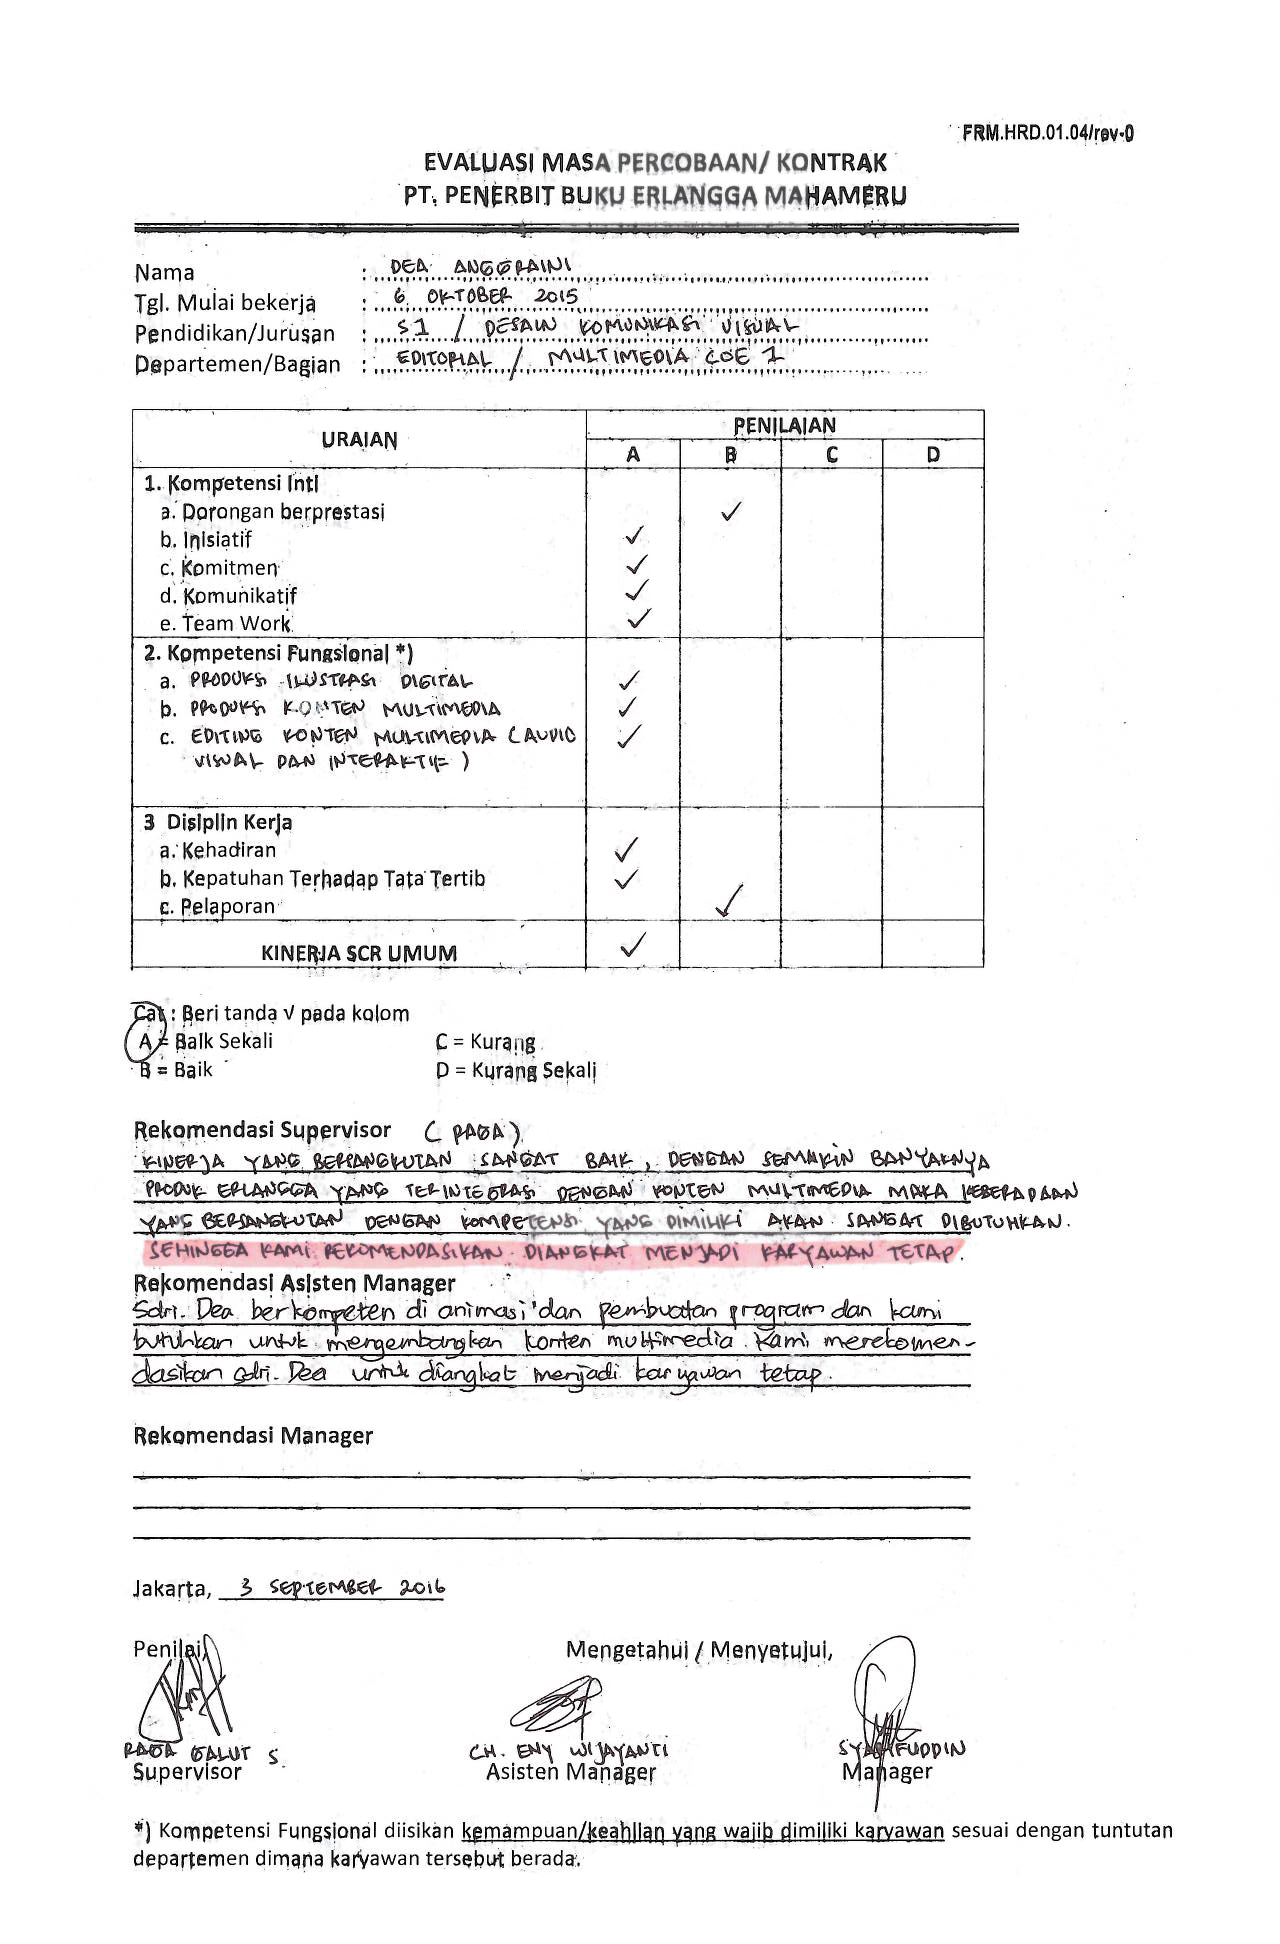 FRM.HRD.01.04/rev-0
EVALUASI MASA PERCOBAAN/ KONTRAK
PT. PENERBIT BUKU ERLANGGA MAHAMERU
Nama : DEA ANGGRAINI
Tgl. Mulai bekerja : 6 OKTOBER 2015
Pendidikan/Jurusan : S1 / DESAIN KOMUNIKASI VISUAL
Departemen/Bagian : EDITORIAL / MULTIMEDIA COE 1
URAIAN PENILAIAN
A B C D
1. Kompetensi Inti
a. Dorongan berprestasi ✓
b. Inisiatif ✓
c. Komitmen ✓
d. Komunikatif ✓
e. Team Work ✓
2. Kompetensi Fungsional *)
a. PRODUKSI ILUSTRASI DIGITAL ✓
b. PRODUKSI KONTEN MULTIMEDIA ✓
c. EDITING KONTEN MULTIMEDIA (AUDIO ✓
VISUAL DAN INTERAKTIF)
3 Disiplin Kerja
a. Kehadiran ✓
b. Kepatuhan Terhadap Tata Tertib ✓
c. Pelaporan ✓
KINERJA SCR UMUM ✓
Cat : Beri tanda √ pada kolom
A = Baik Sekali C = Kurang
B = Baik D = Kurang Sekali
Rekomendasi Supervisor (RAGA)
KINERJA YANG BERSANGKUTAN SANGAT BAIK, DENGAN SEMAKIN BANYAKNYA
PRODUK ERLANGGA YANG TERINTEGRASI DENGAN KONTEN MULTIMEDIA MAKA KEBERADAAN
YANG BERSANGKUTAN DENGAN KOMPETENSI YANG DIMILIKI AKAN SANGAT DIBUTUHKAN.
SEHINGGA KAMI REKOMENDASIKAN DIANGKAT MENJADI KARYAWAN TETAP.
Rekomendasi Asisten Manager
Sdri. Dea berkompeten di animasi dan pembuatan program dan kami
butuhkan untuk mengembangkan konten multimedia. Kami merekomen-
dasikan sdri. Dea untuk diangkat menjadi karyawan tetap.
Rekomendasi Manager
Jakarta, 3 SEPTEMBER 2016
Penilai, Mengetahui / Menyetujui,
RAGA GALUT S. CH. ENY WIJAYANTI SYARIFUDDIN
Supervisor Asisten Manager Manager
*) Kompetensi Fungsional diisikan kemampuan/keahlian yang wajib dimiliki karyawan sesuai dengan tuntutan
departemen dimana karyawan tersebut berada.